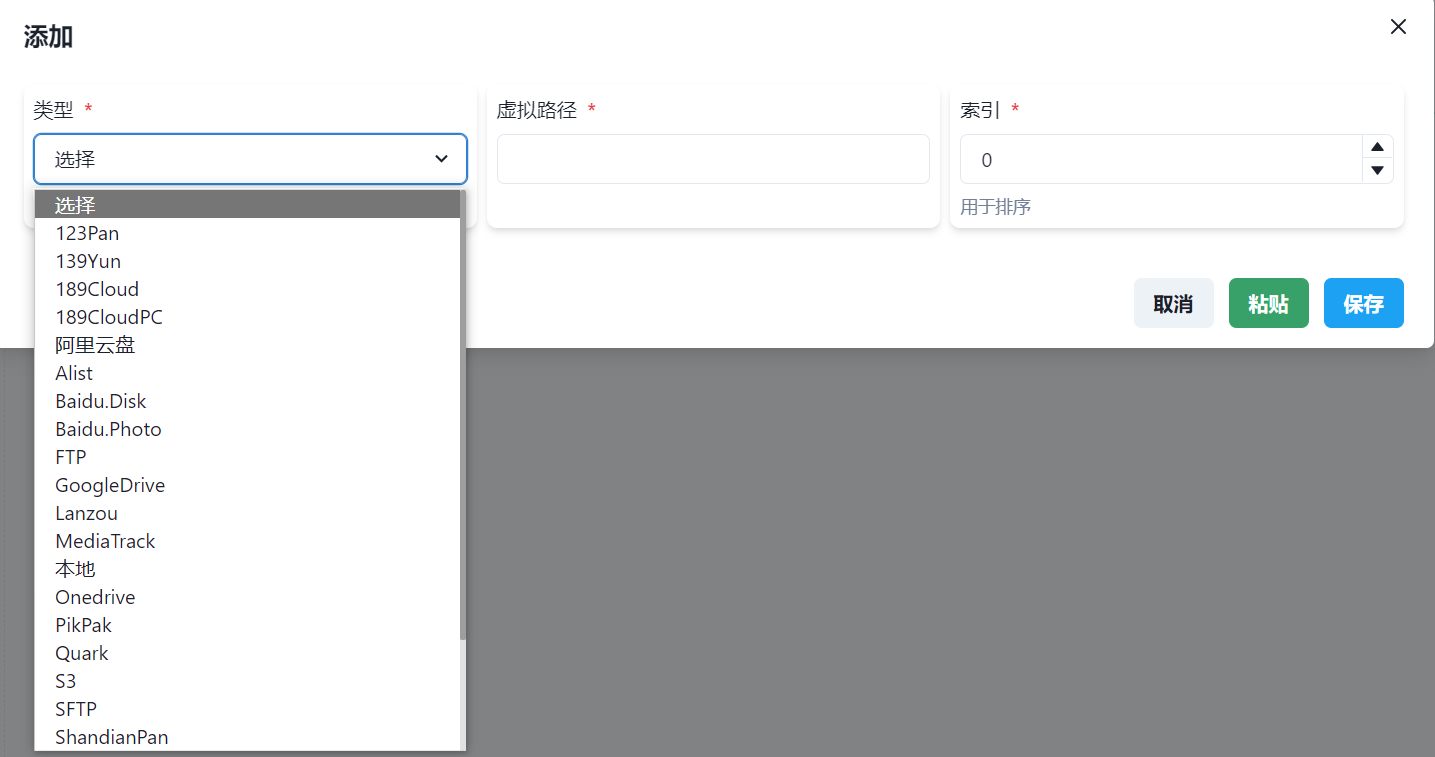 添加
类型 *
虚拟路径 *
索引 *
选择
0
用于排序
选择
123Pan
139Yun
189Cloud
189CloudPC
阿里云盘
Alist
Baidu.Disk
Baidu.Photo
FTP
GoogleDrive
Lanzou
MediaTrack
本地
Onedrive
PikPak
Quark
S3
SFTP
ShandianPan
取消 粘贴 保存